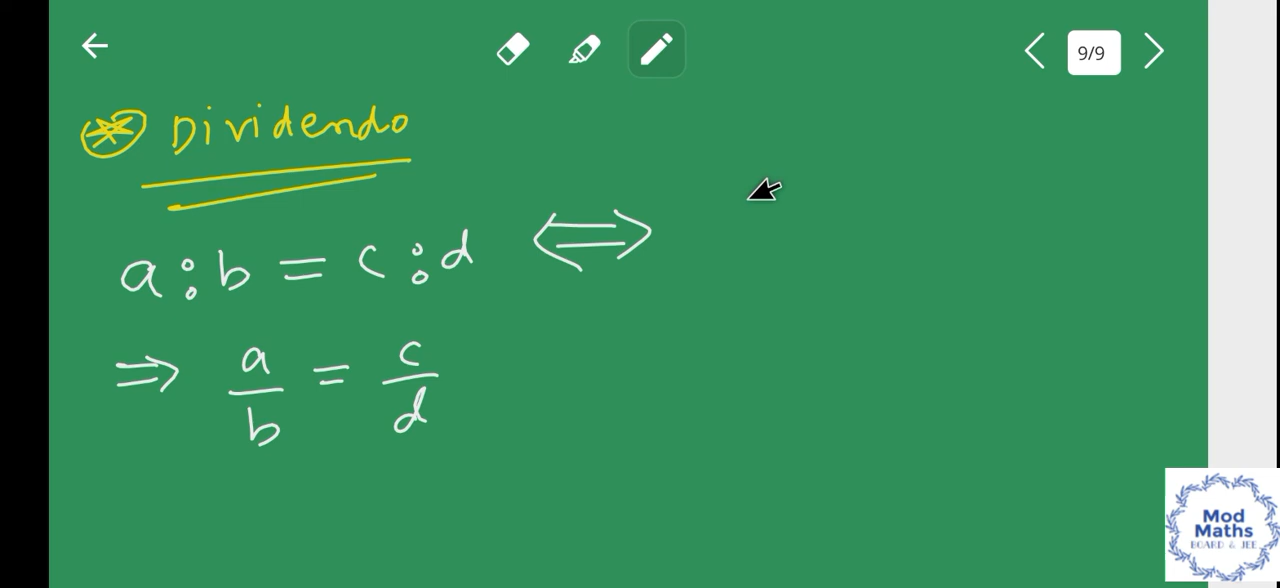 9/9
Dividendo
a : b = c : d ⟺
⇒ a/b = c/d
Mod
Maths
BOARD & JEE